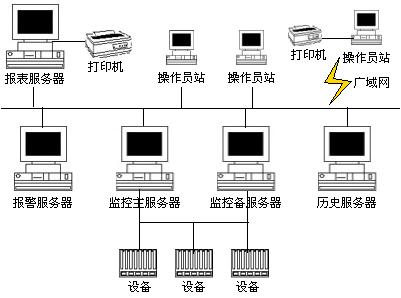 报表服务器
打印机
操作员站
操作员站
打印机
操作员站
广域网
报警服务器
监控主服务器
监控备服务器
历史服务器
设备
设备
设备